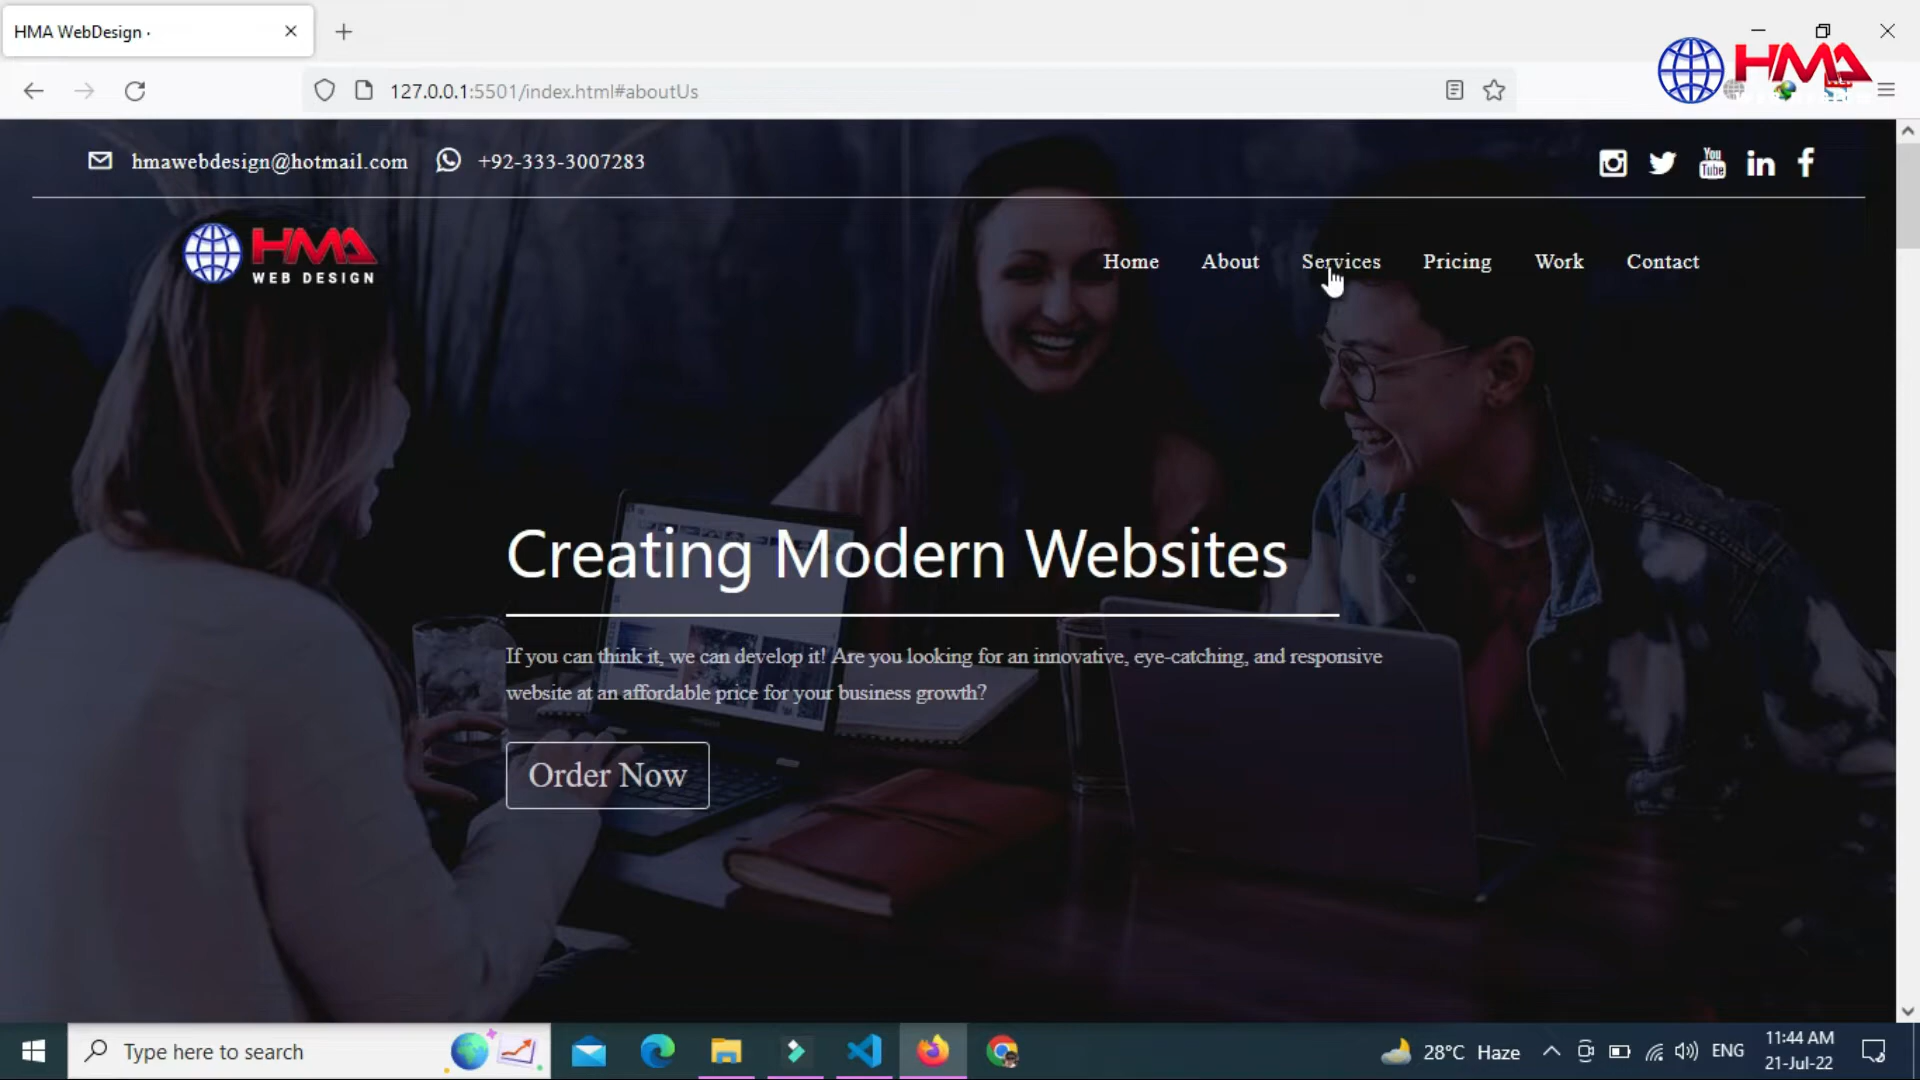 HMA WebDesign ·
HMA
127.0.0.1:5501/index.html#aboutUs
hmawebdesign@hotmail.com +92-333-3007283
You
Tube
in f
HMA
WEB DESIGN
Home About Services Pricing Work Contact
Creating Modern Websites
If you can think it, we can develop it! Are you looking for an innovative, eye-catching, and responsive
website at an affordable price for your business growth?
Order Now
Type here to search
28°C Haze
ENG
11:44 AM
21-Jul-22